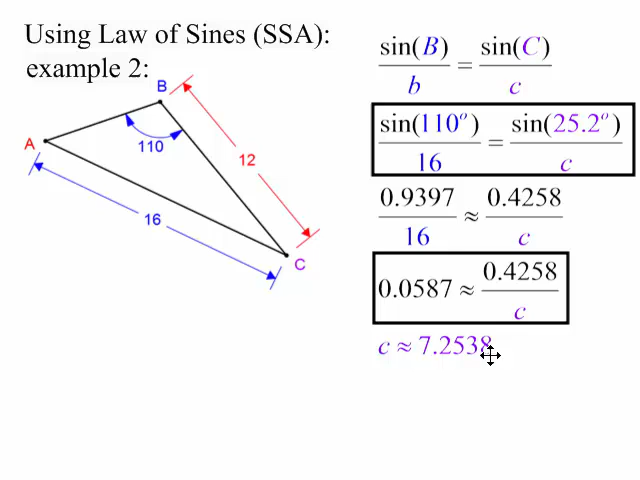 Using Law of Sines (SSA):
example 2:
B
A
110
12
16
C
sin(B)/b = sin(C)/c
sin(110°)/16 = sin(25.2°)/c
0.9397/16 ≈ 0.4258/c
0.0587 ≈ 0.4258/c
c ≈ 7.2538